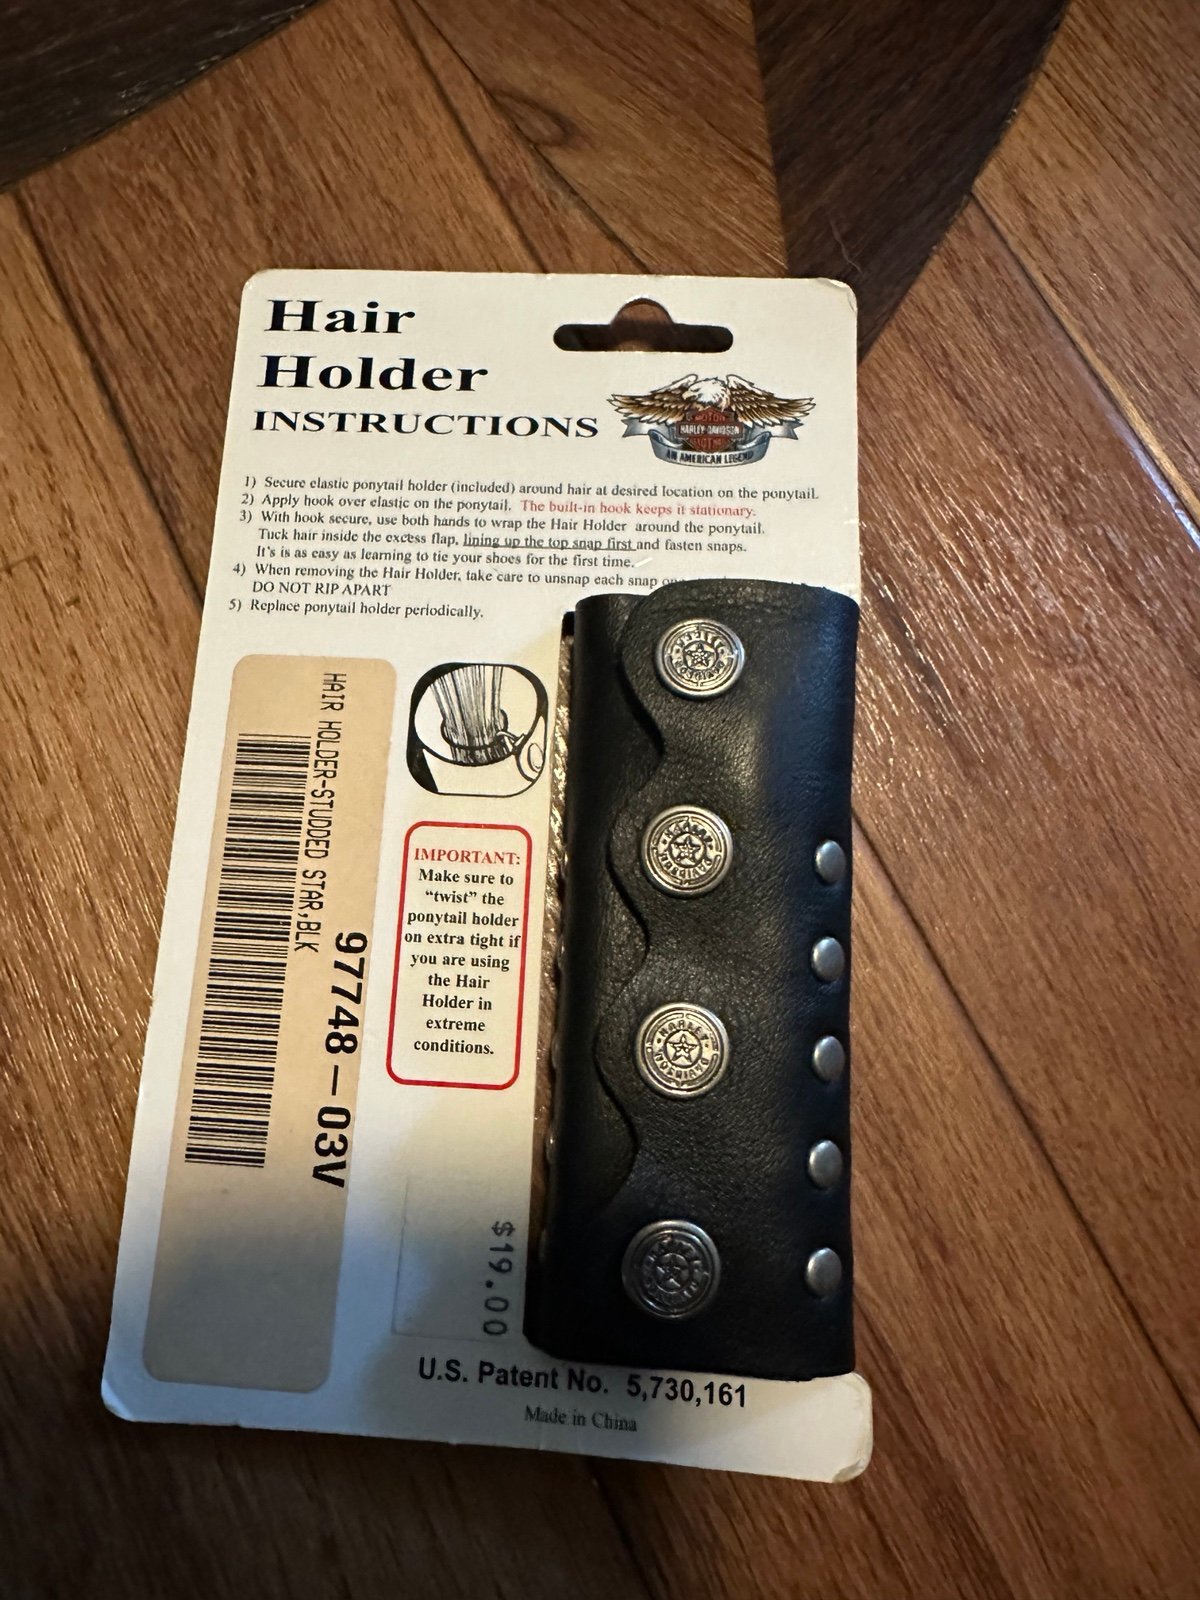 Hair
Holder
INSTRUCTIONS
MOTOR
HARLEY-DAVIDSON
AN AMERICAN LEGEND
1) Secure elastic ponytail holder (included) around hair at desired location on the ponytail.
2) Apply hook over elastic on the ponytail. The built-in hook keeps it stationary.
3) With hook secure, use both hands to wrap the Hair Holder around the ponytail.
Tuck hair inside the excess flap, lining up the top snap first and fasten snaps.
It's is as easy as learning to tie your shoes for the first time.
4) When removing the Hair Holder, take care to unsnap each snap
DO NOT RIP APART
5) Replace ponytail holder periodically.
HAIR HOLDER-STUDDED STAR,BLK
97748-03V
IMPORTANT:
Make sure to
"twist" the
ponytail holder
on extra tight if
you are using
the Hair
Holder in
extreme
conditions.
$19.00
HARLEY
DAVIDSON
HARLEY
DAVIDSON
HARLEY
DAVIDSON
U.S. Patent No. 5,730,161
Made in China